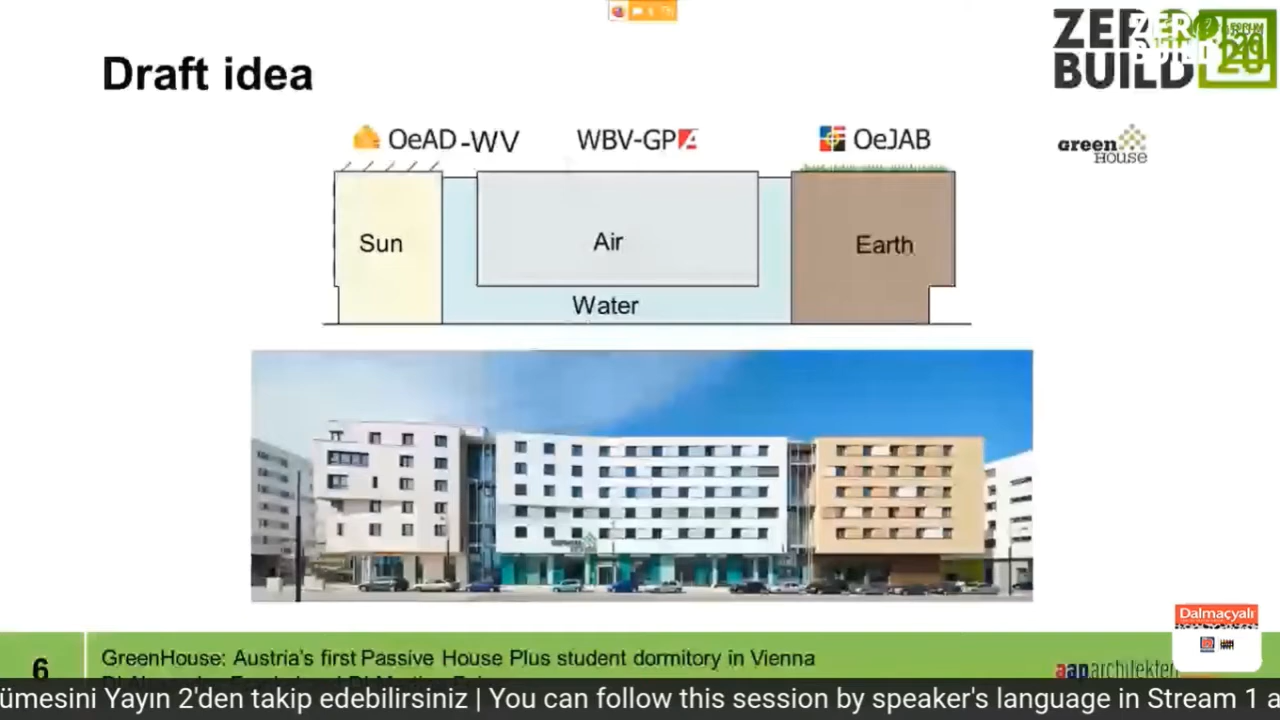 Draft idea
ZERO
BUILD
FORUM
20
OeAD-WV
WBV-GPA
OeJAB
green
House
Sun
Air
Earth
Water
6
GreenHouse: Austria's first Passive House Plus student dormitory in Vienna
aap.architekten
Dalmaçyalı
ümesini Yayın 2'den takip edebilirsiniz | You can follow this session by speaker's language in Stream 1 a